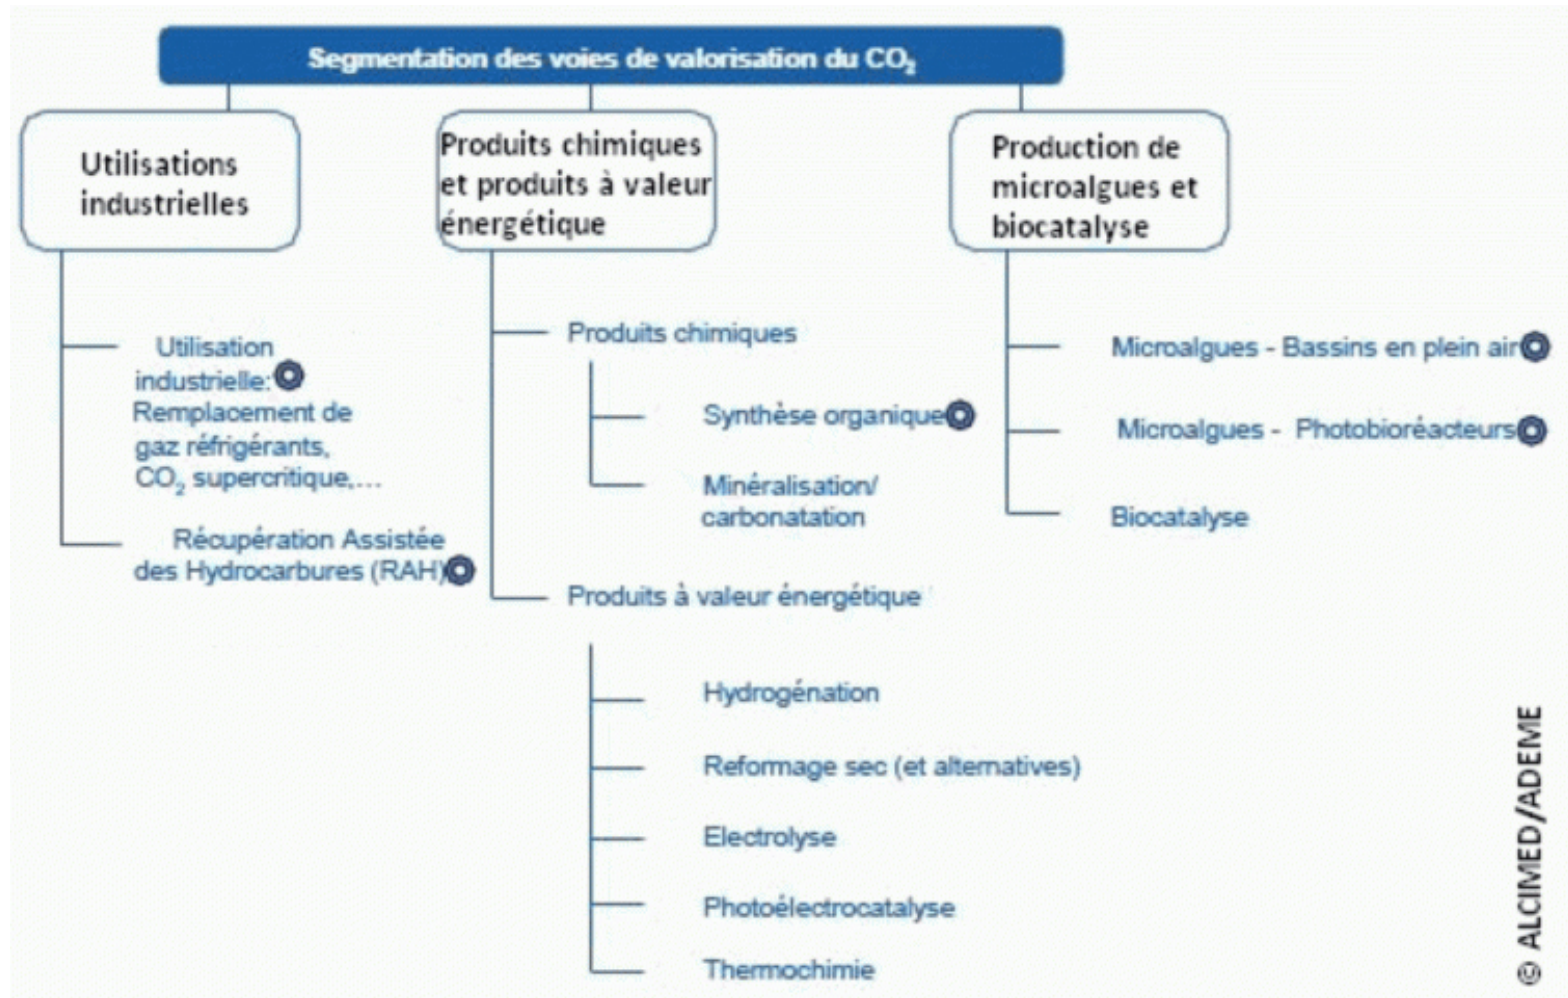 Segmentation des voies de valorisation du CO₂
Utilisations
industrielles
Produits chimiques
et produits à valeur
énergétique
Production de
microalgues et
biocatalyse
Utilisation
industrielle:
Remplacement de
gaz réfrigérants,
CO₂ supercritique,...
Récupération Assistée
des Hydrocarbures (RAH)
Produits chimiques
Synthèse organique
Minéralisation/
carbonatation
Produits à valeur énergétique
Hydrogénation
Reformage sec (et alternatives)
Electrolyse
Photoélectrocatalyse
Thermochimie
Microalgues - Bassins en plein air
Microalgues - Photobioréacteurs
Biocatalyse
© ALCIMED/ADEME